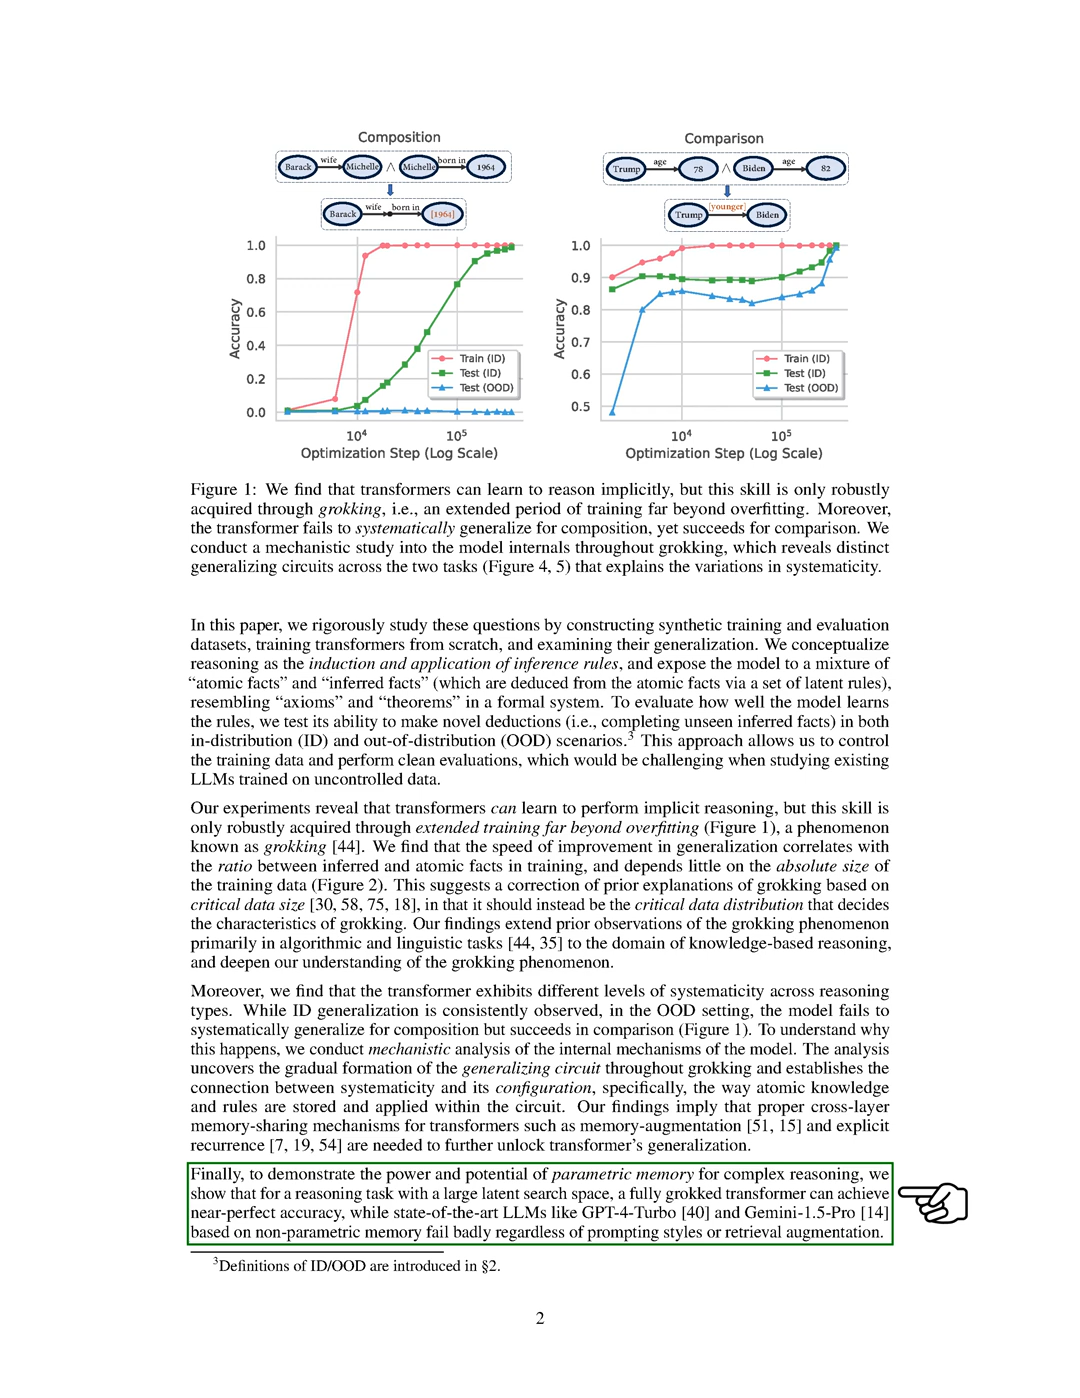 Composition
Barack wife Michelle ∧ Michelle born in 1964
Barack wife born in [1964]
1.0
0.8
0.6
0.4
0.2
0.0
Accuracy
Train (ID)
Test (ID)
Test (OOD)
10⁴ 10⁵
Optimization Step (Log Scale)
Comparison
Trump age 78 ∧ Biden age 82
Trump [younger] Biden
1.0
0.9
0.8
0.7
0.6
0.5
Accuracy
Train (ID)
Test (ID)
Test (OOD)
10⁴ 10⁵
Optimization Step (Log Scale)
Figure 1: We find that transformers can learn to reason implicitly, but this skill is only robustly
acquired through grokking, i.e., an extended period of training far beyond overfitting. Moreover,
the transformer fails to systematically generalize for composition, yet succeeds for comparison. We
conduct a mechanistic study into the model internals throughout grokking, which reveals distinct
generalizing circuits across the two tasks (Figure 4, 5) that explains the variations in systematicity.
In this paper, we rigorously study these questions by constructing synthetic training and evaluation
datasets, training transformers from scratch, and examining their generalization. We conceptualize
reasoning as the induction and application of inference rules, and expose the model to a mixture of
“atomic facts” and “inferred facts” (which are deduced from the atomic facts via a set of latent rules),
resembling “axioms” and “theorems” in a formal system. To evaluate how well the model learns
the rules, we test its ability to make novel deductions (i.e., completing unseen inferred facts) in both
in-distribution (ID) and out-of-distribution (OOD) scenarios.³ This approach allows us to control
the training data and perform clean evaluations, which would be challenging when studying existing
LLMs trained on uncontrolled data.
Our experiments reveal that transformers can learn to perform implicit reasoning, but this skill is
only robustly acquired through extended training far beyond overfitting (Figure 1), a phenomenon
known as grokking [44]. We find that the speed of improvement in generalization correlates with
the ratio between inferred and atomic facts in training, and depends little on the absolute size of
the training data (Figure 2). This suggests a correction of prior explanations of grokking based on
critical data size [30, 58, 75, 18], in that it should instead be the critical data distribution that decides
the characteristics of grokking. Our findings extend prior observations of the grokking phenomenon
primarily in algorithmic and linguistic tasks [44, 35] to the domain of knowledge-based reasoning,
and deepen our understanding of the grokking phenomenon.
Moreover, we find that the transformer exhibits different levels of systematicity across reasoning
types. While ID generalization is consistently observed, in the OOD setting, the model fails to
systematically generalize for composition but succeeds in comparison (Figure 1). To understand why
this happens, we conduct mechanistic analysis of the internal mechanisms of the model. The analysis
uncovers the gradual formation of the generalizing circuit throughout grokking and establishes the
connection between systematicity and its configuration, specifically, the way atomic knowledge
and rules are stored and applied within the circuit. Our findings imply that proper cross-layer
memory-sharing mechanisms for transformers such as memory-augmentation [51, 15] and explicit
recurrence [7, 19, 54] are needed to further unlock transformer’s generalization.
Finally, to demonstrate the power and potential of parametric memory for complex reasoning, we
show that for a reasoning task with a large latent search space, a fully grokked transformer can achieve
near-perfect accuracy, while state-of-the-art LLMs like GPT-4-Turbo [40] and Gemini-1.5-Pro [14]
based on non-parametric memory fail badly regardless of prompting styles or retrieval augmentation.
³Definitions of ID/OOD are introduced in §2.
2